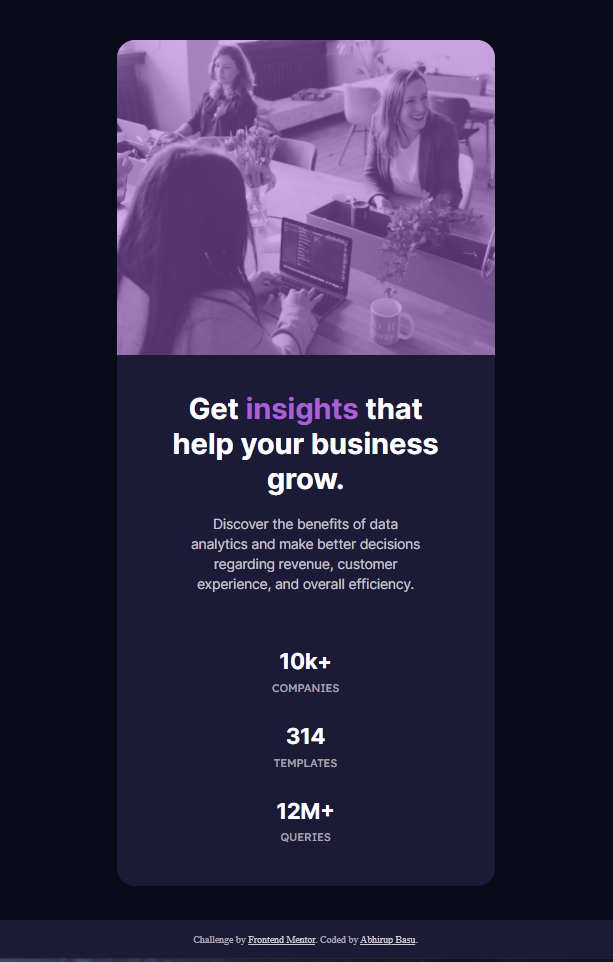 Get insights that
help your business
grow.
Discover the benefits of data
analytics and make better decisions
regarding revenue, customer
experience, and overall efficiency.
10k+
COMPANIES
314
TEMPLATES
12M+
QUERIES
Challenge by Frontend Mentor. Coded by Abhirup Basu.